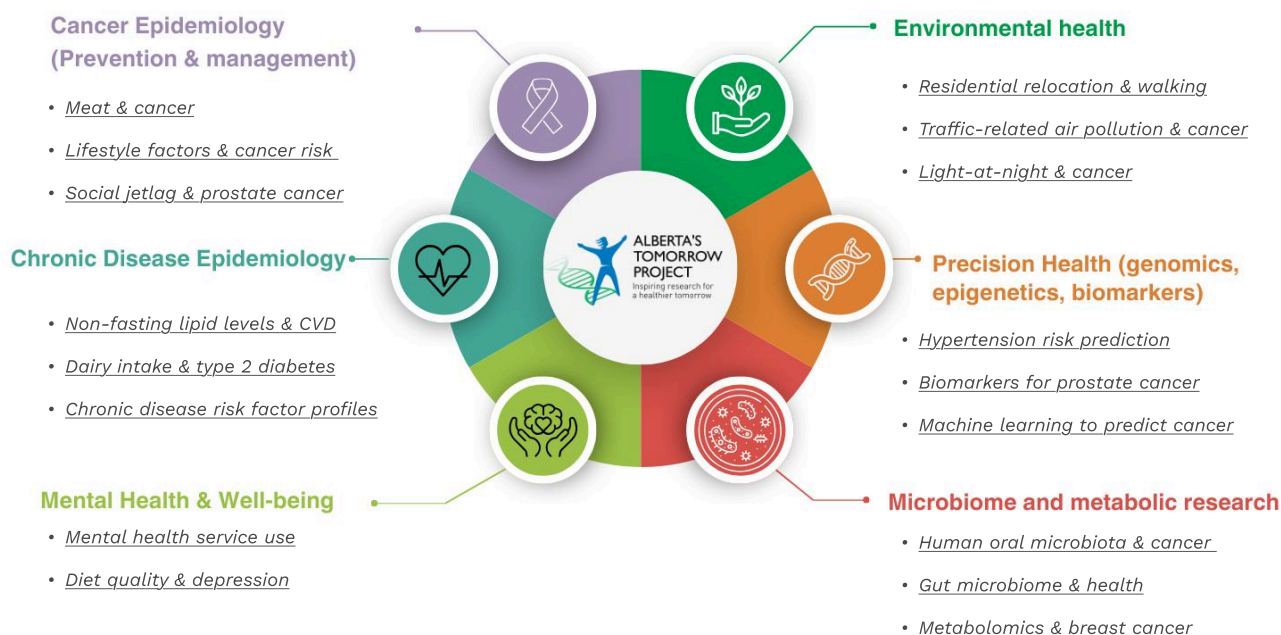 Cancer Epidemiology
(Prevention & management)
• Meat & cancer
• Lifestyle factors & cancer risk
• Social jetlag & prostate cancer
Chronic Disease Epidemiology
• Non-fasting lipid levels & CVD
• Dairy intake & type 2 diabetes
• Chronic disease risk factor profiles
Mental Health & Well-being
• Mental health service use
• Diet quality & depression
ALBERTA'S
TOMORROW
PROJECT
Inspiring research for
a healthier tomorrow
Environmental health
• Residential relocation & walking
• Traffic-related air pollution & cancer
• Light-at-night & cancer
Precision Health (genomics,
epigenetics, biomarkers)
• Hypertension risk prediction
• Biomarkers for prostate cancer
• Machine learning to predict cancer
Microbiome and metabolic research
• Human oral microbiota & cancer
• Gut microbiome & health
• Metabolomics & breast cancer